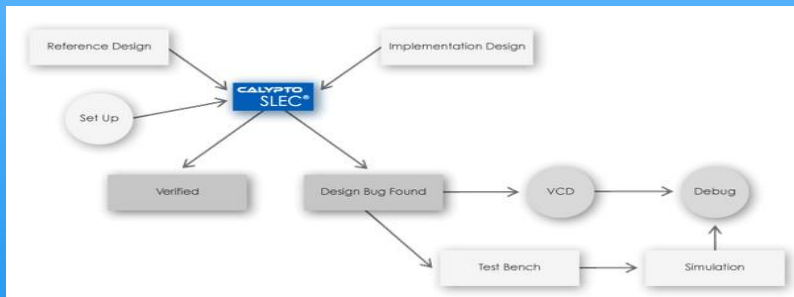 Reference Design
Implementation Design
CALYPTO
SLEC®
Set Up
Verified
Design Bug Found
VCD
Debug
Test Bench
Simulation